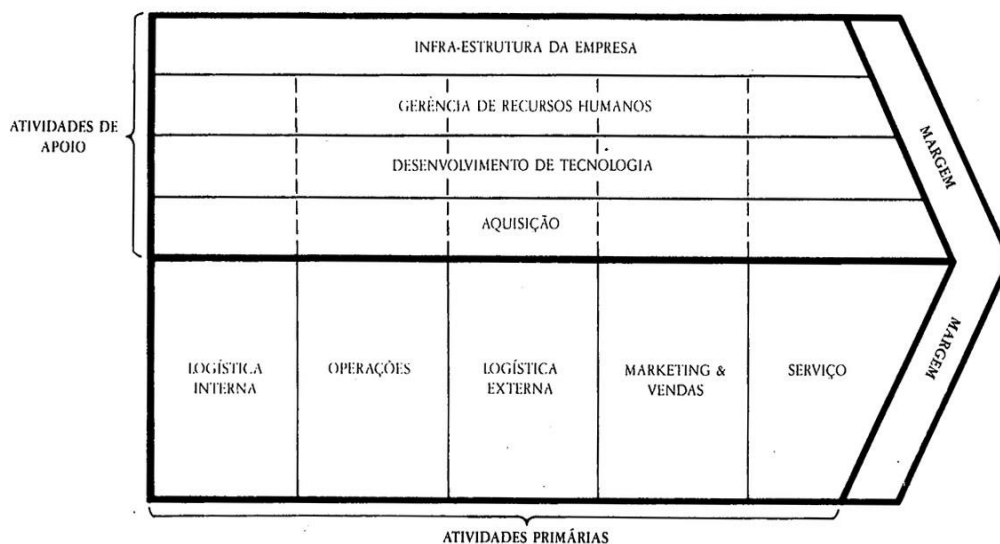 INFRA-ESTRUTURA DA EMPRESA
GERÊNCIA DE RECURSOS HUMANOS
ATIVIDADES DE
APOIO
DESENVOLVIMENTO DE TECNOLOGIA
AQUISIÇÃO
MARGEM
LOGÍSTICA
INTERNA
OPERAÇÕES
LOGÍSTICA
EXTERNA
MARKETING &
VENDAS
SERVIÇO
MARGEM
ATIVIDADES PRIMÁRIAS